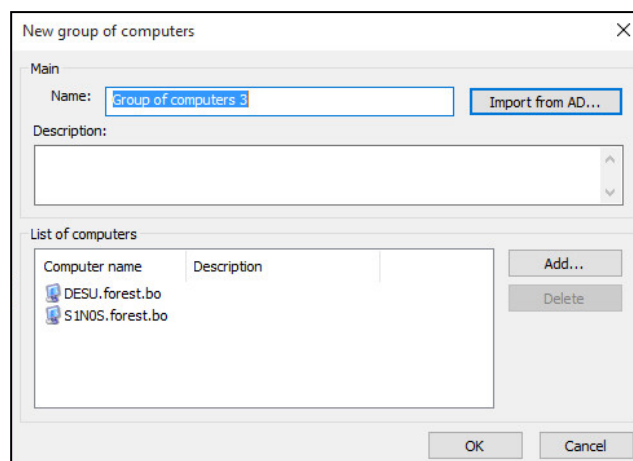 New group of computers
Main
Name: Group of computers 3 Import from AD...
Description:
List of computers
Computer name Description Add...
DESU.forest.bo Delete
S1N0S.forest.bo
OK Cancel